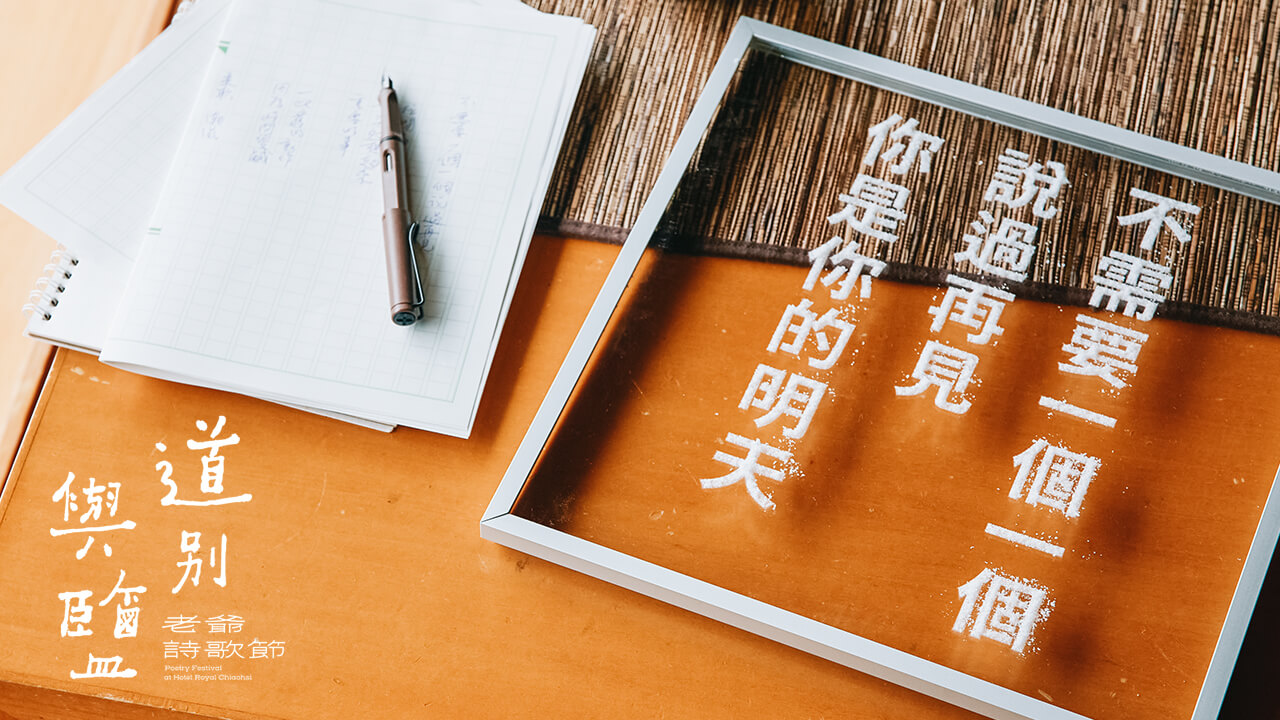 不需要一個一個
說過再見
你是你的明天
道別
與鹽
老爺
詩歌節
Poetry Festival
at Hotel Royal Chiaohsi